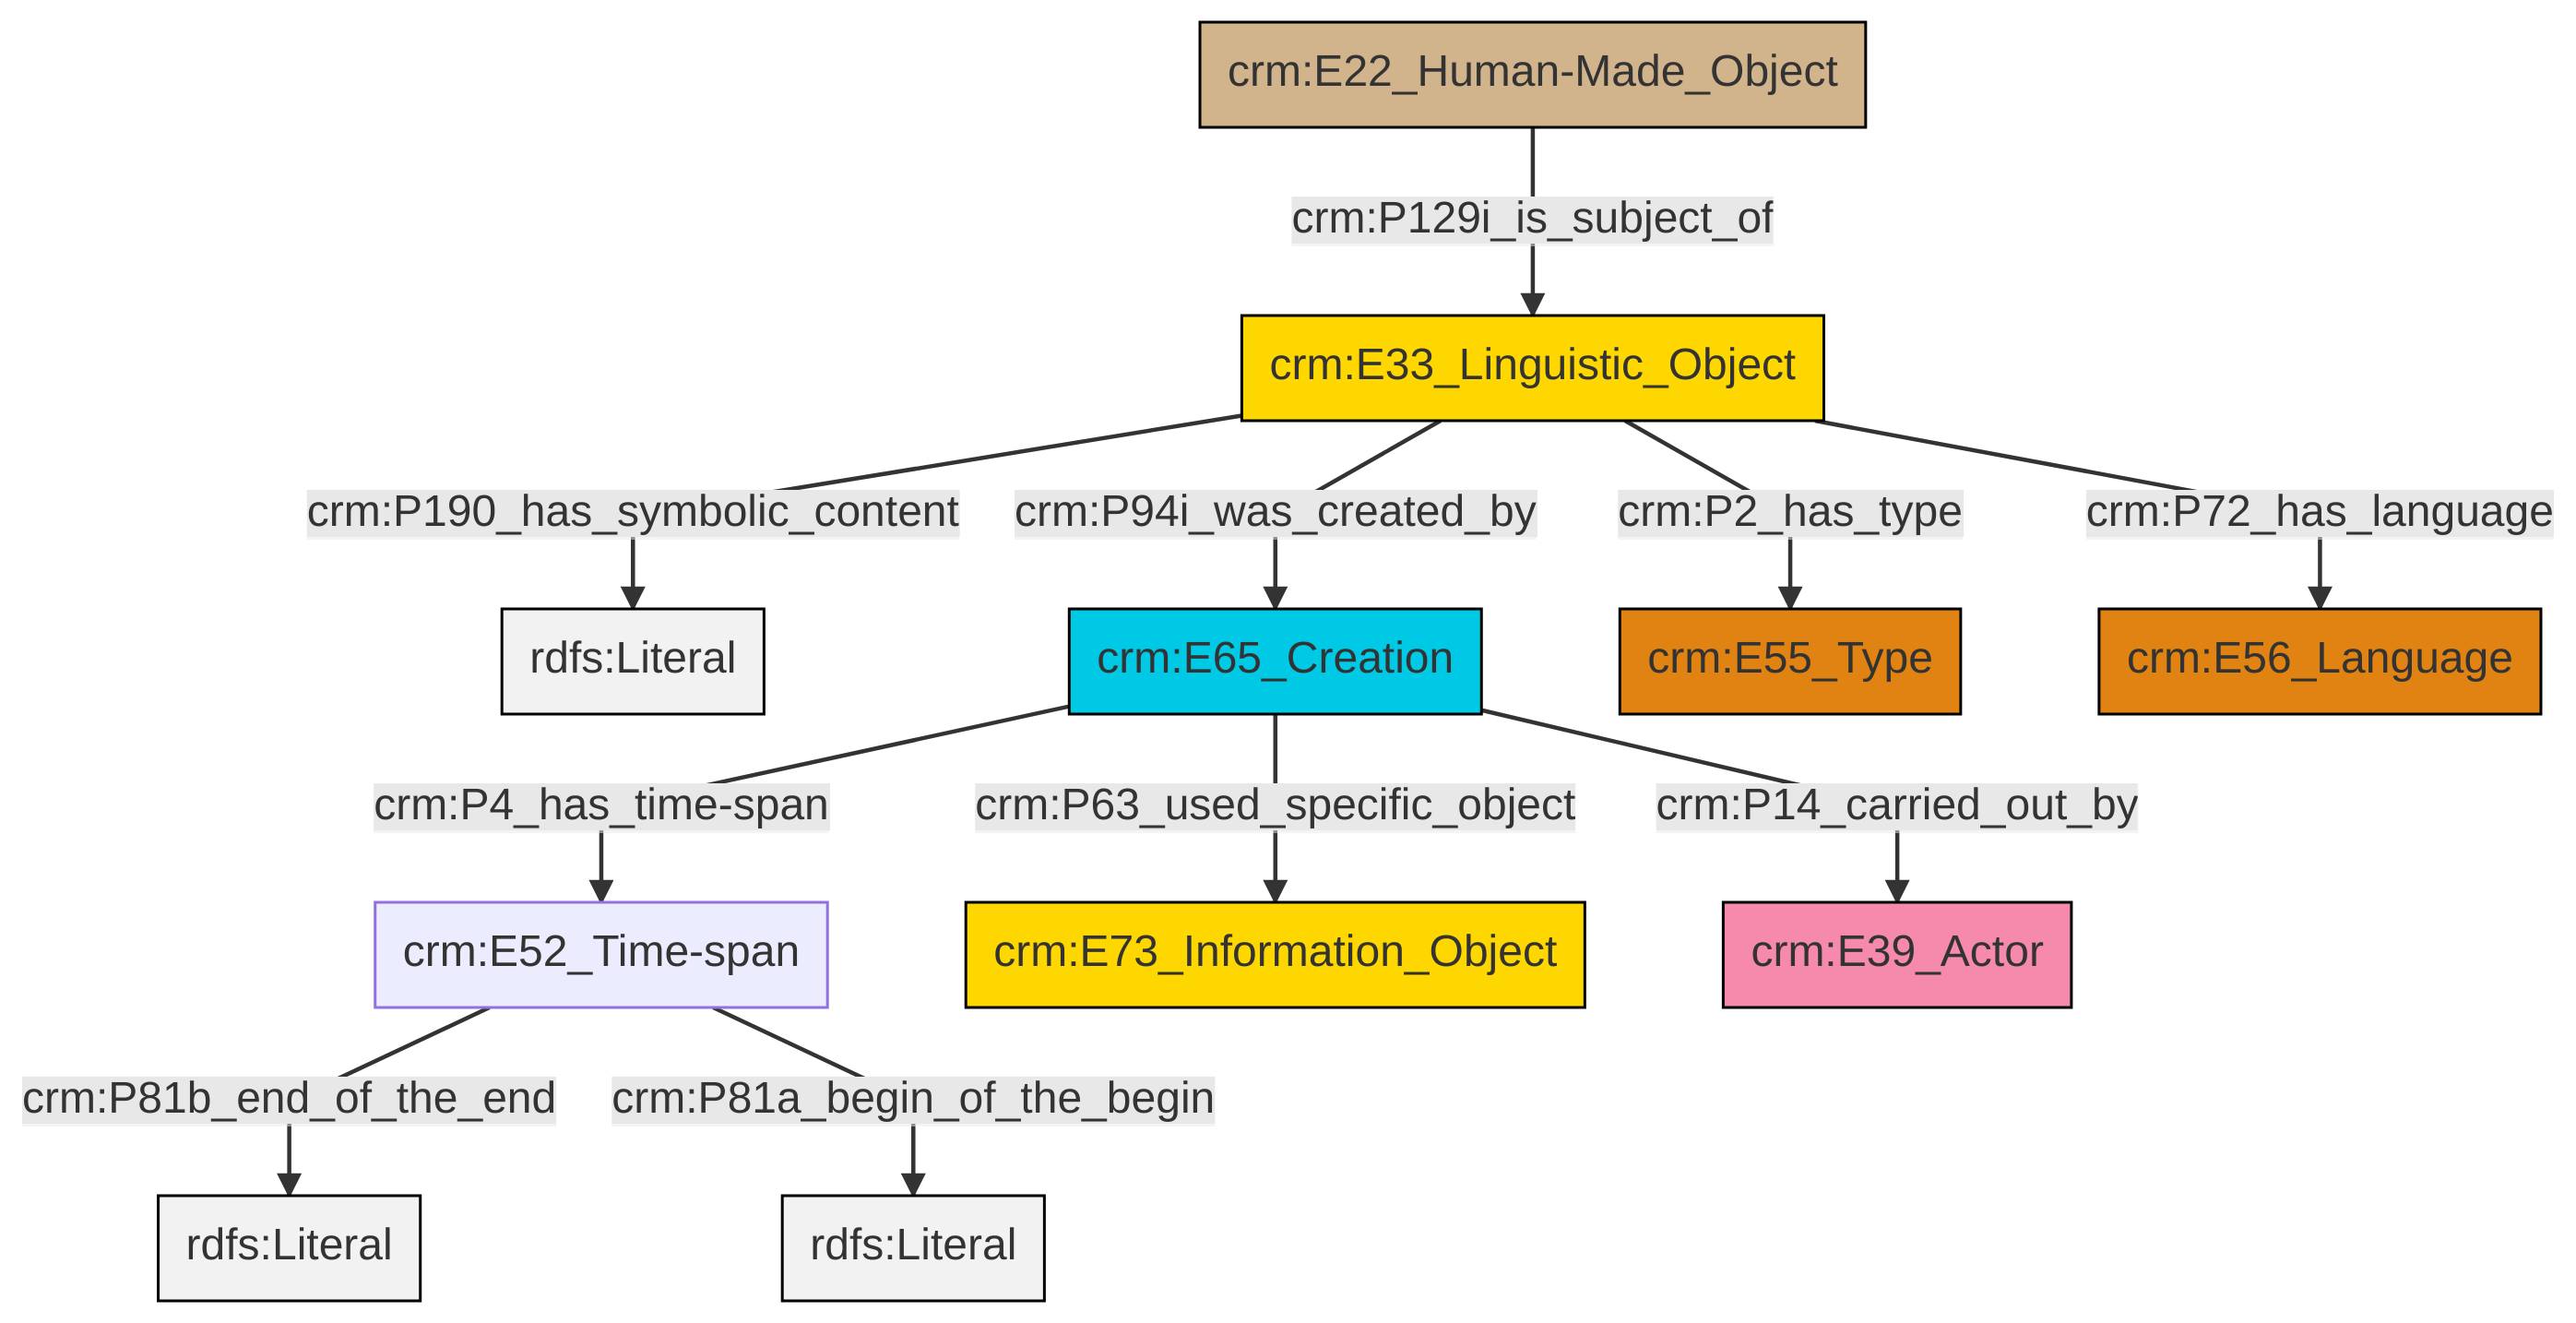 crm:E22_Human-Made_Object
crm:P129i_is_subject_of
crm:E33_Linguistic_Object
crm:P190_has_symbolic_content
crm:P94i_was_created_by
crm:P2_has_type
crm:P72_has_language
rdfs:Literal
crm:E65_Creation
crm:E55_Type
crm:E56_Language
crm:P4_has_time-span
crm:P63_used_specific_object
crm:P14_carried_out_by
crm:E52_Time-span
crm:E73_Information_Object
crm:E39_Actor
crm:P81b_end_of_the_end
crm:P81a_begin_of_the_begin
rdfs:Literal
rdfs:Literal